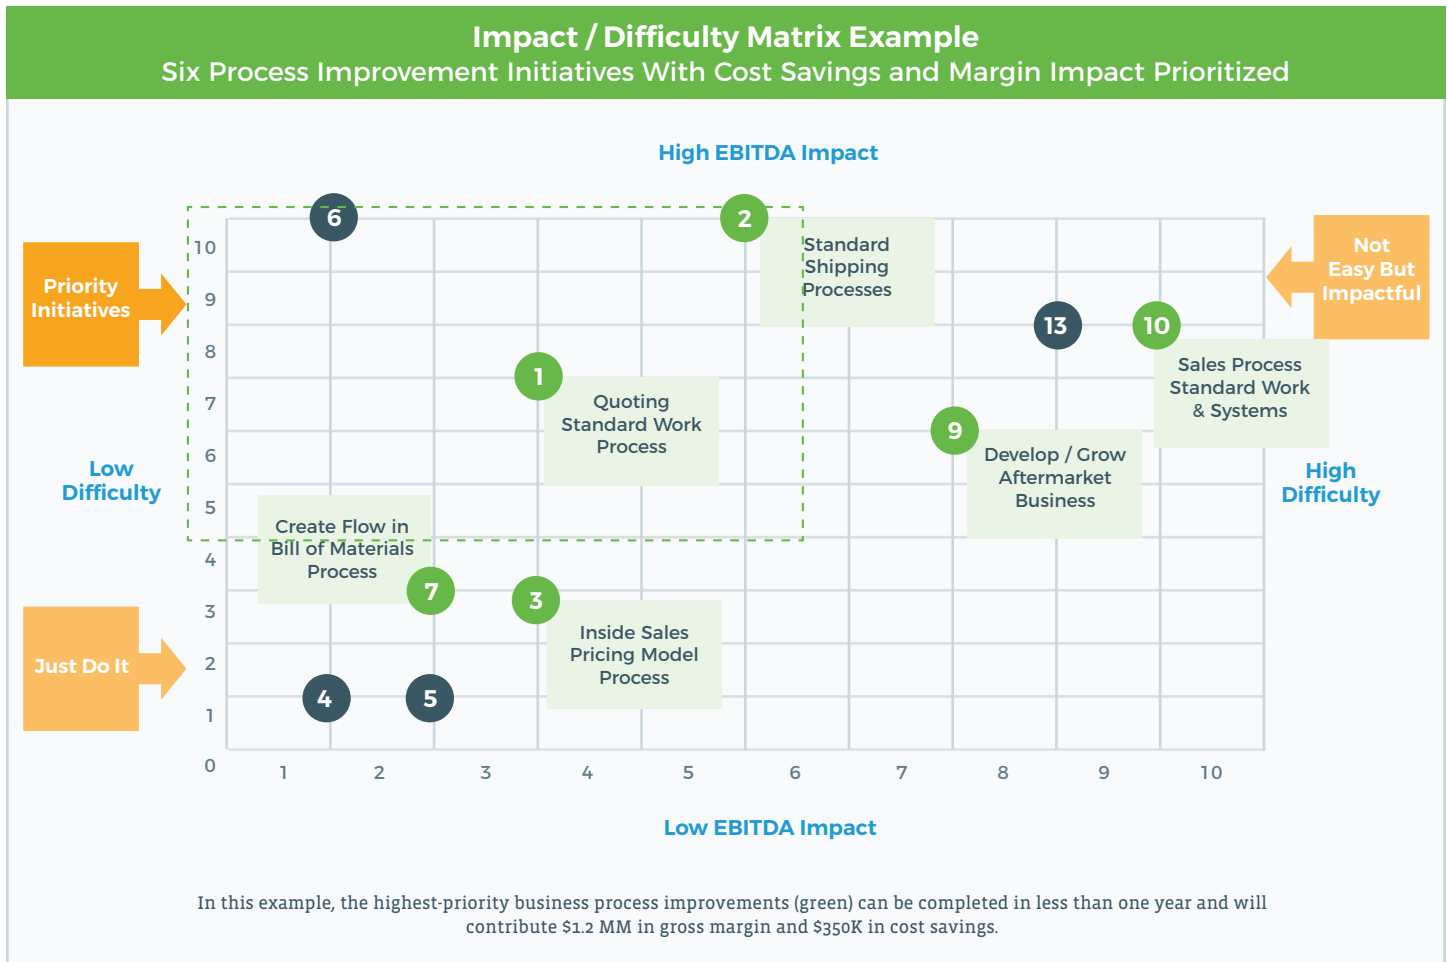 Impact / Difficulty Matrix Example
Six Process Improvement Initiatives With Cost Savings and Margin Impact Prioritized
High EBITDA Impact
Priority
Initiatives
Just Do It
Low
Difficulty
10
9
8
7
6
5
4
3
2
1
0
6
2
Standard
Shipping
Processes
13
10
Sales Process
Standard Work
& Systems
1
Quoting
Standard Work
Process
9
Develop / Grow
Aftermarket
Business
Create Flow in
Bill of Materials
Process
7
3
Inside Sales
Pricing Model
Process
4
5
Not
Easy But
Impactful
High
Difficulty
1
2
3
4
5
6
7
8
9
10
Low EBITDA Impact
In this example, the highest-priority business process improvements (green) can be completed in less than one year and will
contribute $1.2 MM in gross margin and $350K in cost savings.